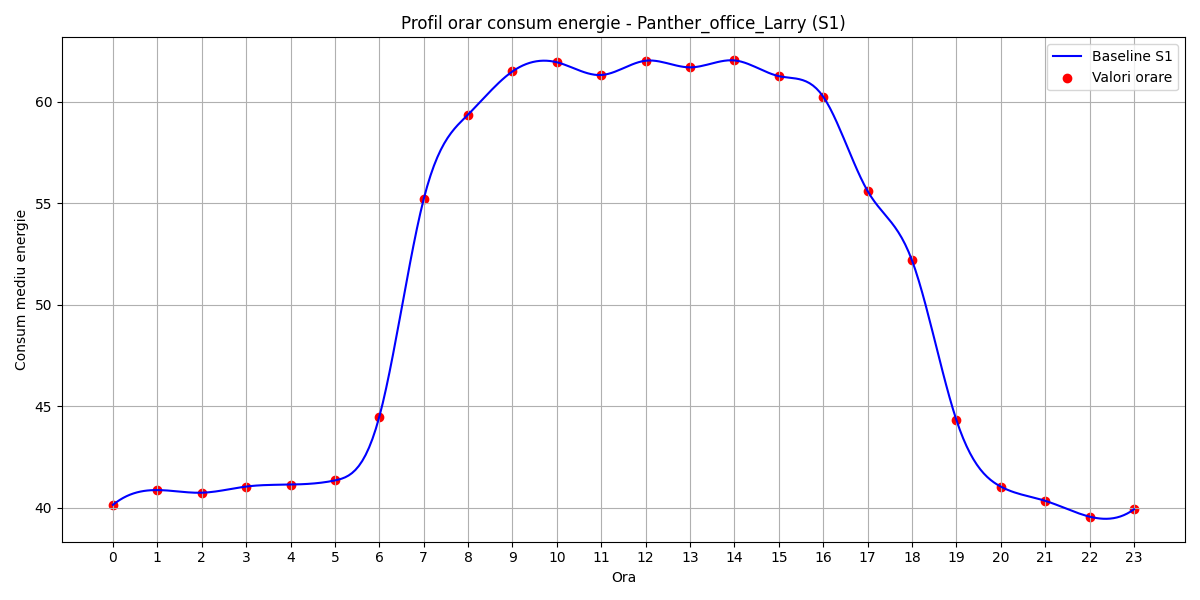 Profil orar consum energie - Panther_office_Larry (S1)
Baseline S1
Valori orare
Consum mediu energie
60
55
50
45
40
0 1 2 3 4 5 6 7 8 9 10 11 12 13 14 15 16 17 18 19 20 21 22 23
Ora